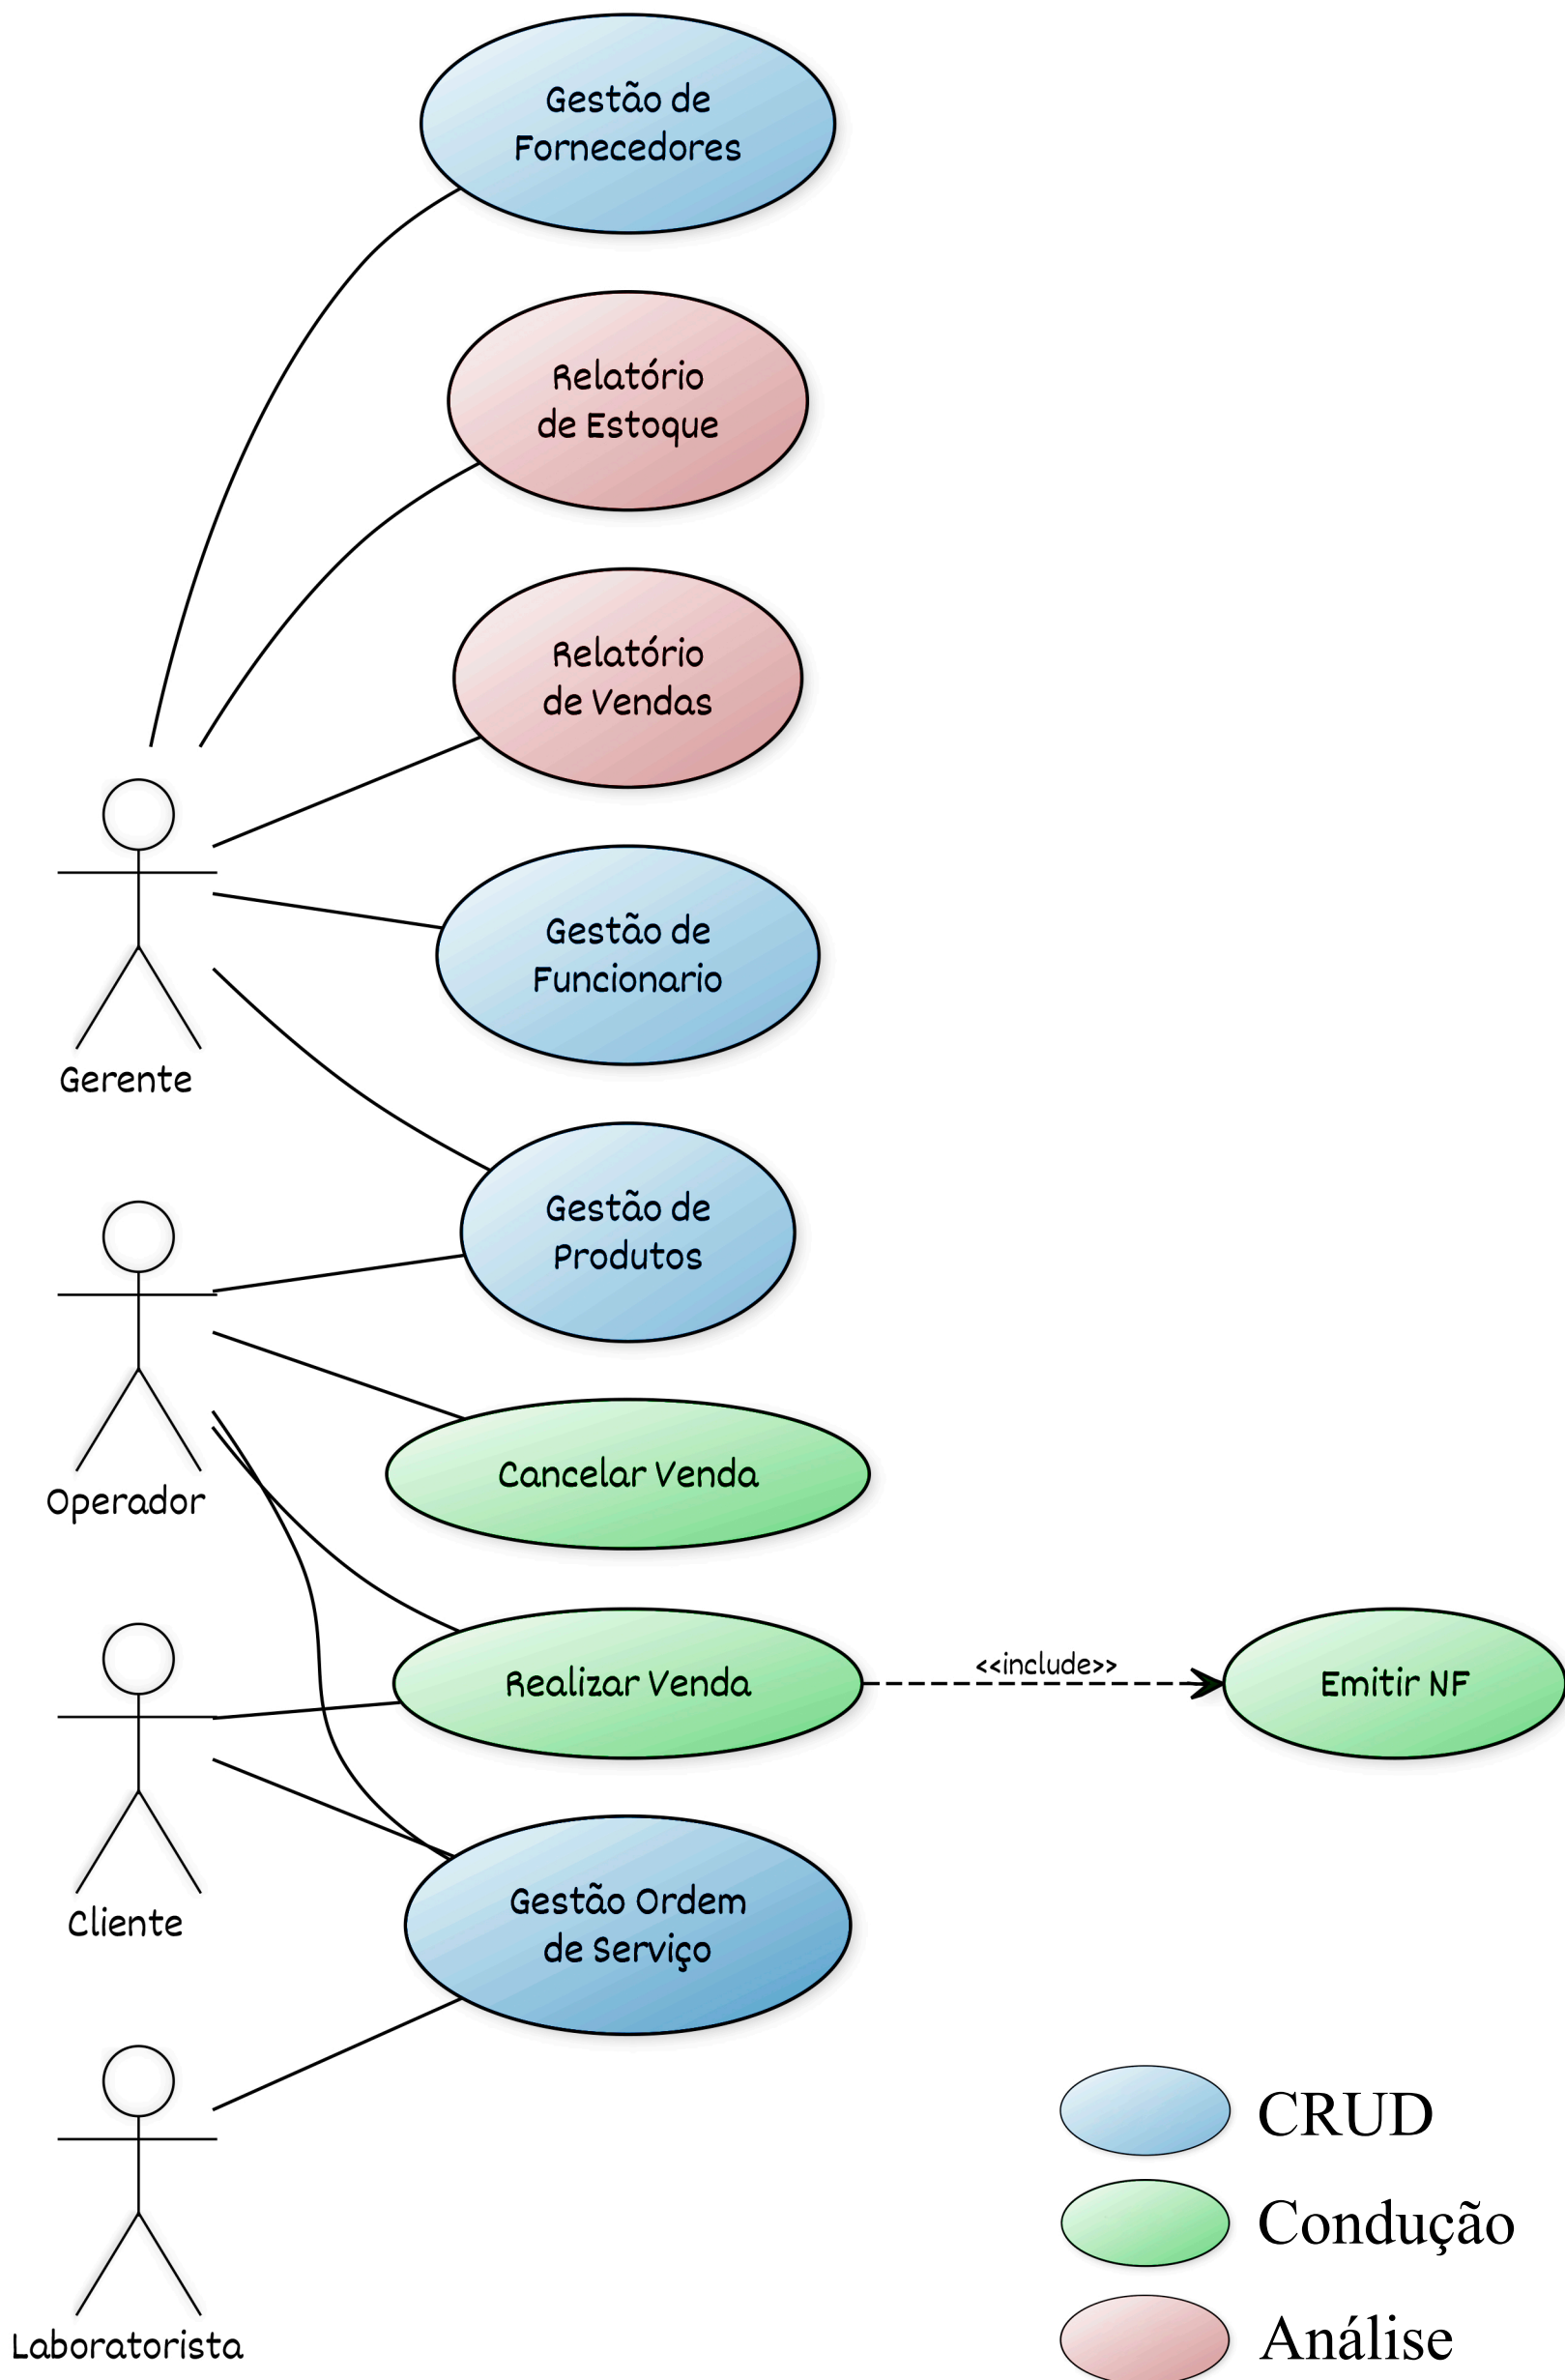 Gestão de
Fornecedores
Relatório
de Estoque
Relatório
de Vendas
Gestão de
Funcionario
Gerente
Gestão de
Produtos
Cancelar Venda
Operador
Realizar Venda
<<include>>
Emitir NF
Gestão Ordem
de Serviço
Cliente
Laboratorista
CRUD
Condução
Análise